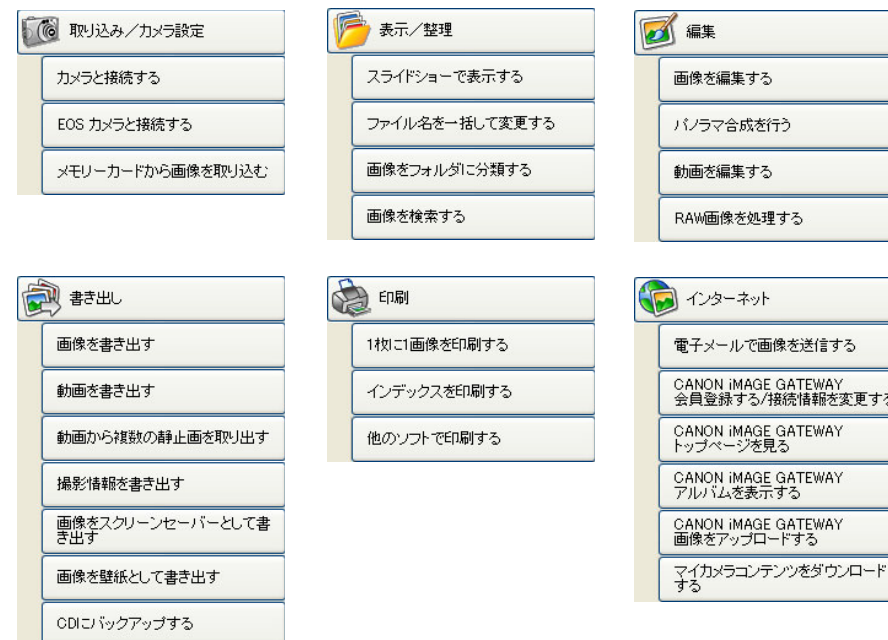 取り込み／カメラ設定
カメラと接続する
EOS カメラと接続する
メモリーカードから画像を取り込む
表示／整理
スライドショーで表示する
ファイル名を一括して変更する
画像をフォルダに分類する
画像を検索する
編集
画像を編集する
パノラマ合成を行う
動画を編集する
RAW画像を処理する
書き出し
画像を書き出す
動画を書き出す
動画から複数の静止画を取り出す
撮影情報を書き出す
画像をスクリーンセーバーとして書
き出す
画像を壁紙として書き出す
CDにバックアップする
印刷
1枚に1画像を印刷する
インデックスを印刷する
他のソフトで印刷する
インターネット
電子メールで画像を送信する
CANON iMAGE GATEWAY
会員登録する/接続情報を変更する
CANON iMAGE GATEWAY
トップページを見る
CANON iMAGE GATEWAY
アルバムを表示する
CANON iMAGE GATEWAY
画像をアップロードする
マイカメラコンテンツをダウンロード
する